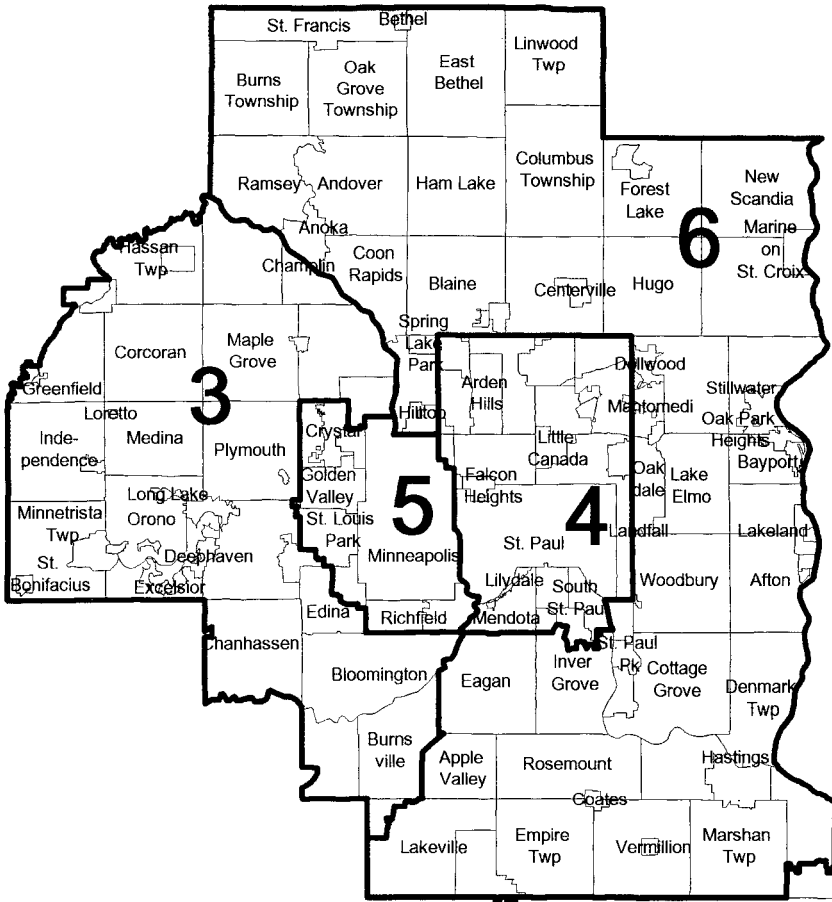 St. Francis
Bethel
Linwood
Twp
Burns
Township
Oak
Grove
Township
East
Bethel
Columbus
Township
Ramsey
Andover
Ham Lake
Forest
Lake
New
Scandia
Anoka
6
Marine
on
St. Croix
Hassan
Twp
Champlin
Coon
Rapids
Blaine
Centerville
Hugo
Spring
Lake
Park
Corcoran
Maple
Grove
Dellwood
Arden
Hills
Stillwater
Greenfield
3
Mahtomedi
Loretto
Hilltop
Oak Park
Heights
Inde-
pendence
Medina
Plymouth
Crystal
Little
Canada
Bayport
Golden
Valley
Falcon
Heights
Oak
dale
Lake
Elmo
Long Lake
Orono
5
4
Minnetrista
Twp
St. Louis
Park
Landfall
Lakeland
St.
Bonifacius
Deephaven
Minneapolis
St. Paul
Excelsior
Lilydale
South
St. Paul
Woodbury
Afton
Edina
Richfield
Mendota
Chanhassen
St. Paul
Pk
Bloomington
Eagan
Inver
Grove
Cottage
Grove
Denmark
Twp
Burns
ville
Apple
Valley
Rosemount
Hastings
Coates
Lakeville
Empire
Twp
Vermillion
Marshan
Twp